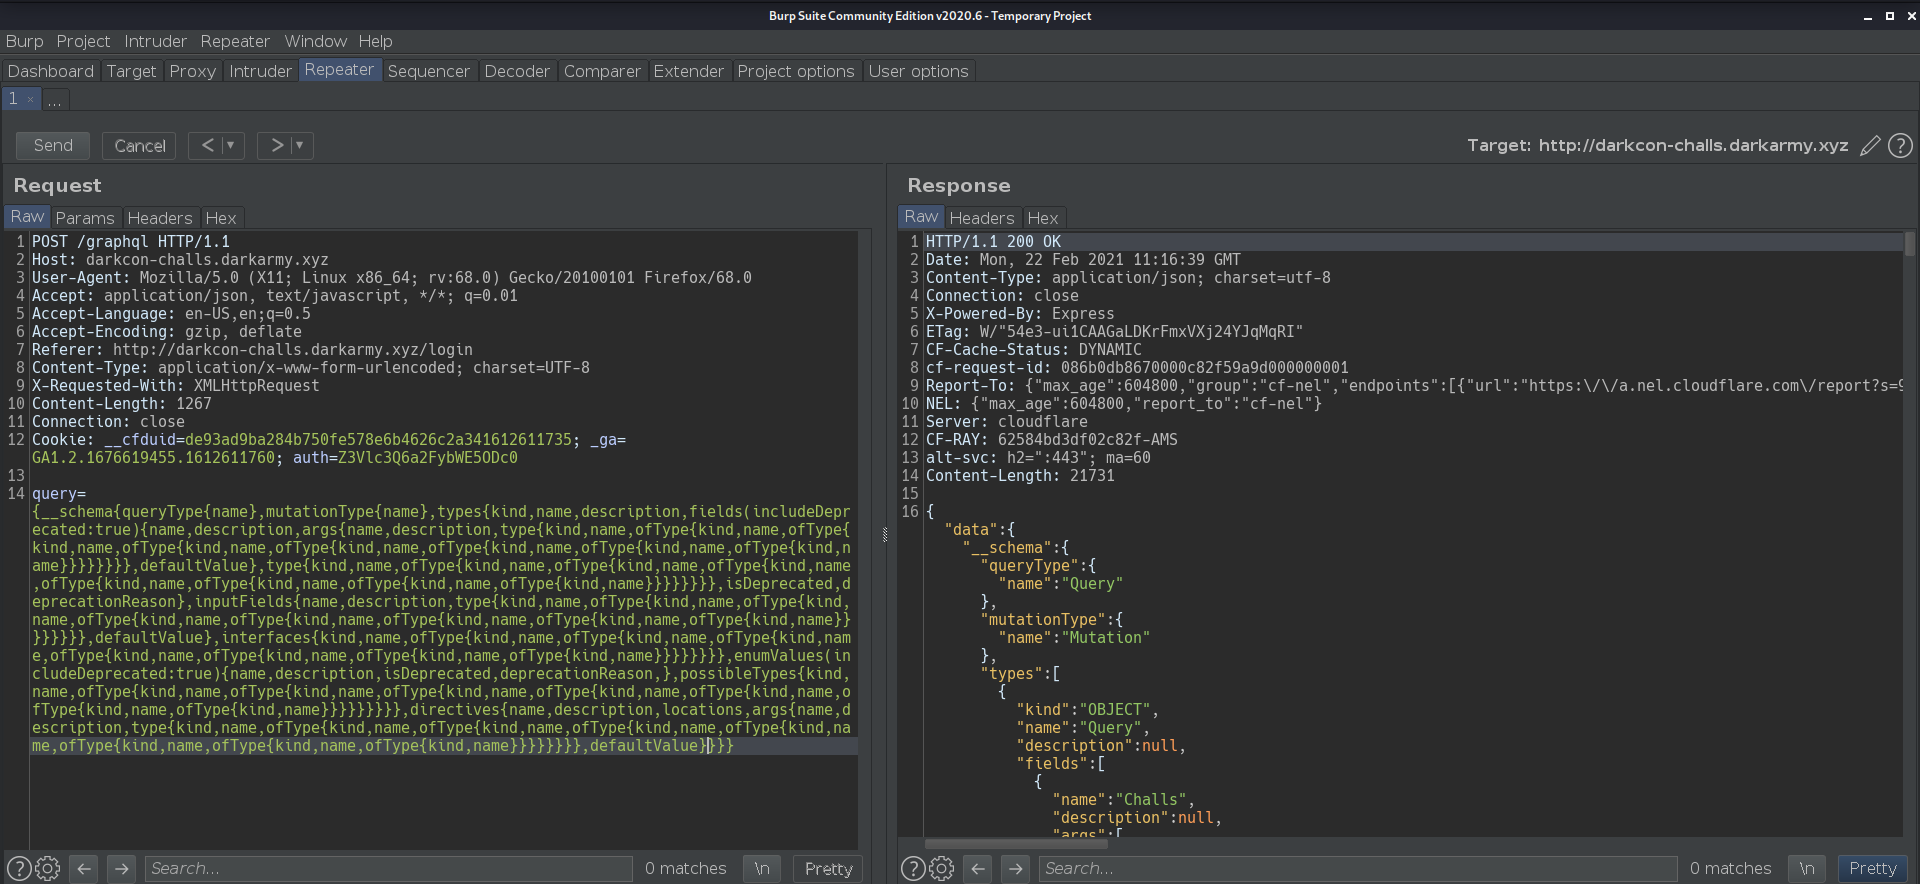 Burp Suite Community Edition v2020.6 - Temporary Project
Burp Project Intruder Repeater Window Help
Dashboard Target Proxy Intruder Repeater Sequencer Decoder Comparer Extender Project options User options
1 × ...
Send Cancel < > Target: http://darkcon-challs.darkarmy.xyz ?
Request
Raw Params Headers Hex
1 POST /graphql HTTP/1.1
2 Host: darkcon-challs.darkarmy.xyz
3 User-Agent: Mozilla/5.0 (X11; Linux x86_64; rv:68.0) Gecko/20100101 Firefox/68.0
4 Accept: application/json, text/javascript, */*; q=0.01
5 Accept-Language: en-US,en;q=0.5
6 Accept-Encoding: gzip, deflate
7 Referer: http://darkcon-challs.darkarmy.xyz/login
8 Content-Type: application/x-www-form-urlencoded; charset=UTF-8
9 X-Requested-With: XMLHttpRequest
10 Content-Length: 1267
11 Connection: close
12 Cookie: __cfduid=de93ad9ba284b750fe578e6b4626c2a341612611735; _ga=
GA1.2.1676619455.1612611760; auth=Z3Vlc3Q6a2FybWE5ODc0
13
14 query=
{__schema{queryType{name},mutationType{name},types{kind,name,description,fields(includeDepr
ecated:true){name,description,args{name,description,type{kind,name,ofType{kind,name,ofType{
kind,name,ofType{kind,name,ofType{kind,name,ofType{kind,name,ofType{kind,name,ofType{kind,n
ame}}}}}}}},defaultValue},type{kind,name,ofType{kind,name,ofType{kind,name,ofType{kind,name
,ofType{kind,name,ofType{kind,name,ofType{kind,name,ofType{kind,name}}}}}}}},isDeprecated,d
eprecationReason},inputFields{name,description,type{kind,name,ofType{kind,name,ofType{kind,
name,ofType{kind,name,ofType{kind,name,ofType{kind,name,ofType{kind,name,ofType{kind,name}}
}}}}}},defaultValue},interfaces{kind,name,ofType{kind,name,ofType{kind,name,ofType{kind,nam
e,ofType{kind,name,ofType{kind,name,ofType{kind,name,ofType{kind,name}}}}}}}},enumValues(in
cludeDeprecated:true){name,description,isDeprecated,deprecationReason,},possibleTypes{kind,
name,ofType{kind,name,ofType{kind,name,ofType{kind,name,ofType{kind,name,ofType{kind,name,o
fType{kind,name,ofType{kind,name}}}}}}}}},directives{name,description,locations,args{name,d
escription,type{kind,name,ofType{kind,name,ofType{kind,name,ofType{kind,name,ofType{kind,na
me,ofType{kind,name,ofType{kind,name,ofType{kind,name}}}}}}}},defaultValue}}}}
? Search... 0 matches \n Pretty
Response
Raw Headers Hex
1 HTTP/1.1 200 OK
2 Date: Mon, 22 Feb 2021 11:16:39 GMT
3 Content-Type: application/json; charset=utf-8
4 Connection: close
5 X-Powered-By: Express
6 ETag: W/"54e3-ui1CAAGaLDKrFmxVXj24YJqMqRI"
7 CF-Cache-Status: DYNAMIC
8 cf-request-id: 086b0db8670000c82f59a9d000000001
9 Report-To: {"max_age":604800,"group":"cf-nel","endpoints":[{"url":"https:\/\/a.nel.cloudflare.com\/report?s=9
10 NEL: {"max_age":604800,"report_to":"cf-nel"}
11 Server: cloudflare
12 CF-RAY: 62584bd3df02c82f-AMS
13 alt-svc: h2=":443"; ma=60
14 Content-Length: 21731
15
16 {
"data":{
"__schema":{
"queryType":{
"name":"Query"
},
"mutationType":{
"name":"Mutation"
},
"types":[
{
"kind":"OBJECT",
"name":"Query",
"description":null,
"fields":[
{
"name":"Challs",
"description":null,
"args":[
? Search... 0 matches \n Pretty